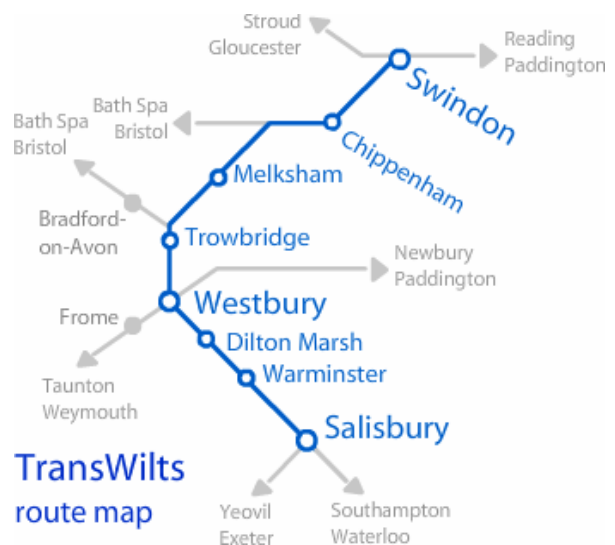 Stroud
Gloucester
Reading
Paddington
Swindon
Bath Spa
Bristol
Bath Spa
Bristol
Chippenham
Melksham
Bradford-
on-Avon
Trowbridge
Newbury
Paddington
Westbury
Frome
Dilton Marsh
Warminster
Taunton
Weymouth
Salisbury
TransWilts
route map
Yeovil
Exeter
Southampton
Waterloo